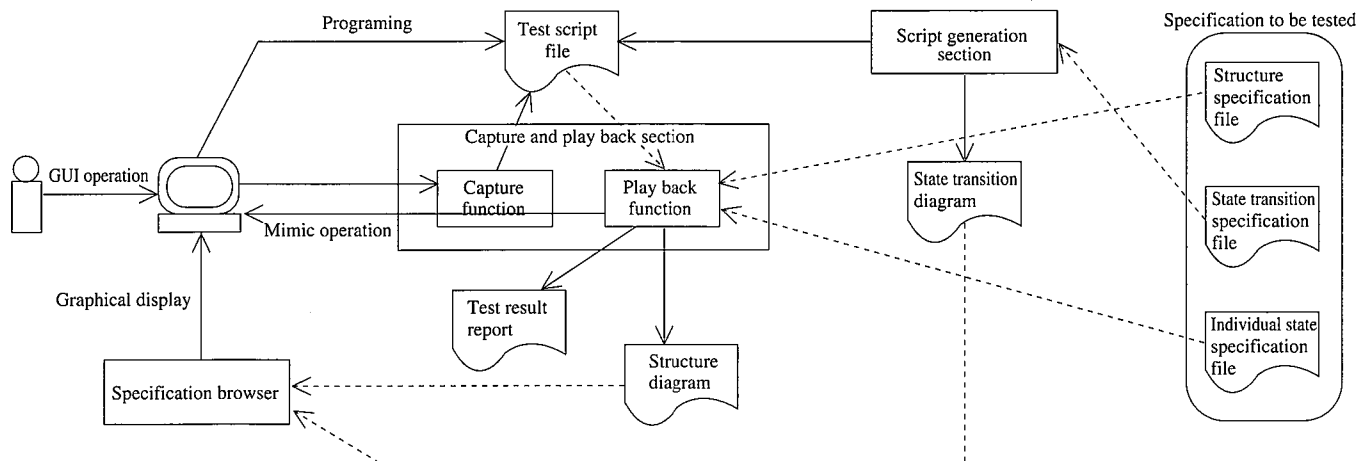 Programing
Test script
file
Script generation
section
Specification to be tested
Structure
specification
file
Capture and play back section
GUI operation
Capture
function
Play back
function
State transition
diagram
State transition
specification
file
Mimic operation
Graphical display
Test result
report
Individual state
specification
file
Specification browser
Structure
diagram